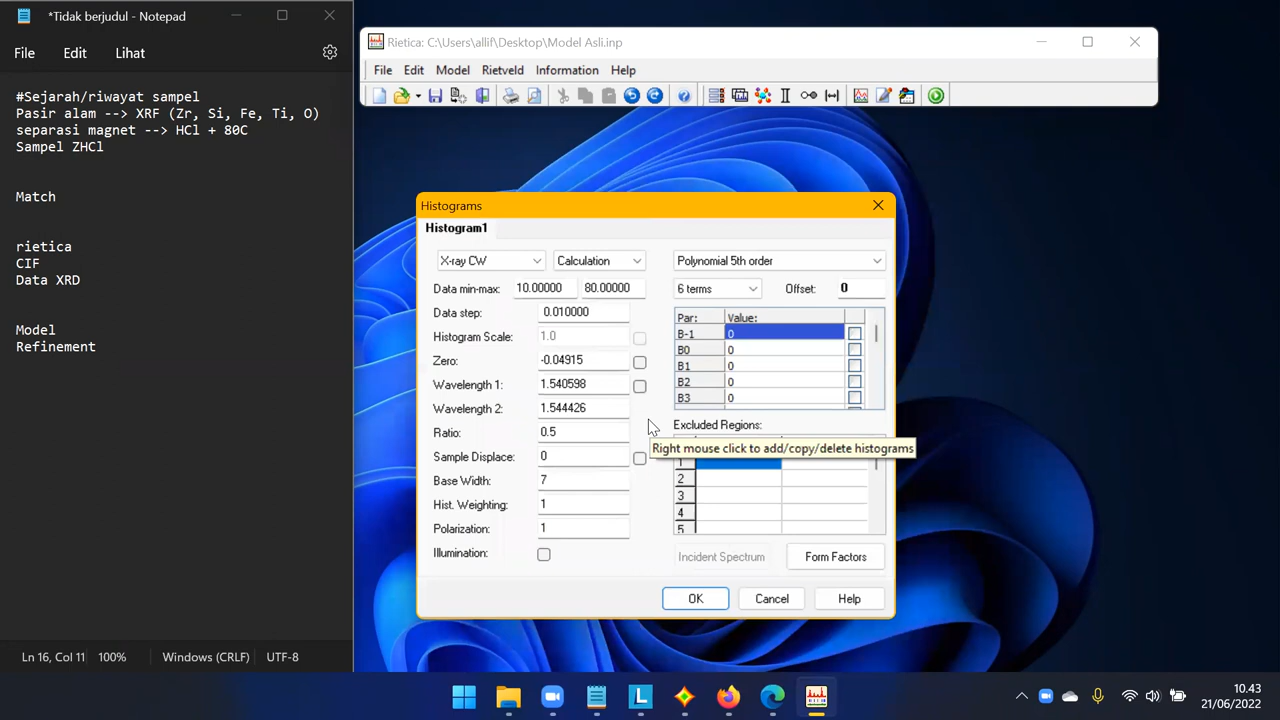 *Tidak berjudul - Notepad
File Edit Lihat
#Sejarah/riwayat sampel
Pasir alam --> XRF (Zr, Si, Fe, Ti, O)
separasi magnet --> HCl + 80C
Sampel ZHCl
Match
rietica
CIF
Data XRD
Model
Refinement
Ln 16, Col 11 100% Windows (CRLF) UTF-8
Rietica: C:\Users\allif\Desktop\Model Asli.inp
File Edit Model Rietveld Information Help
Histograms
Histogram1
X-ray CW Calculation Polynomial 5th order
Data min-max: 10.00000 80.00000 6 terms Offset: 0
Data step: 0.010000
Histogram Scale: 1.0
Zero: -0.04915
Wavelength 1: 1.540598
Wavelength 2: 1.544426
Ratio: 0.5
Sample Displace: 0
Base Width: 7
Hist. Weighting: 1
Polarization: 1
Illumination:
Par: Value:
B-1 0
B0 0
B1 0
B2 0
B3 0
Excluded Regions:
Right mouse click to add/copy/delete histograms
1
2
3
4
5
Incident Spectrum Form Factors
OK Cancel Help
10.43
21/06/2022